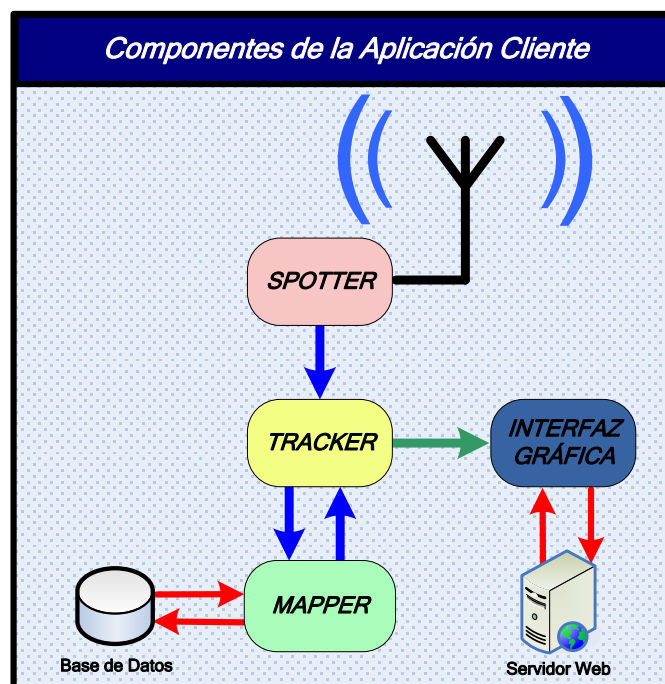 Componentes de la Aplicación Cliente
SPOTTER
TRACKER
INTERFAZ
GRÁFICA
MAPPER
Base de Datos
Servidor Web